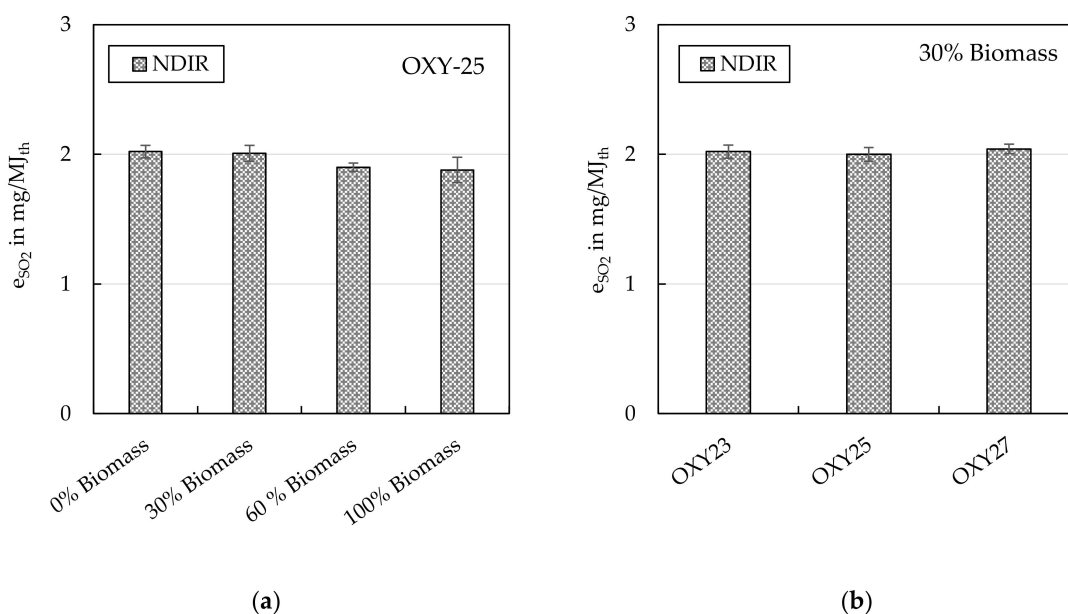 3
2
1
0
e_SO2 in mg/MJ_th
NDIR
OXY-25
0% Biomass
30% Biomass
60 % Biomass
100% Biomass
(a)
3
2
1
0
e_SO2 in mg/MJ_th
NDIR
30% Biomass
OXY23
OXY25
OXY27
(b)